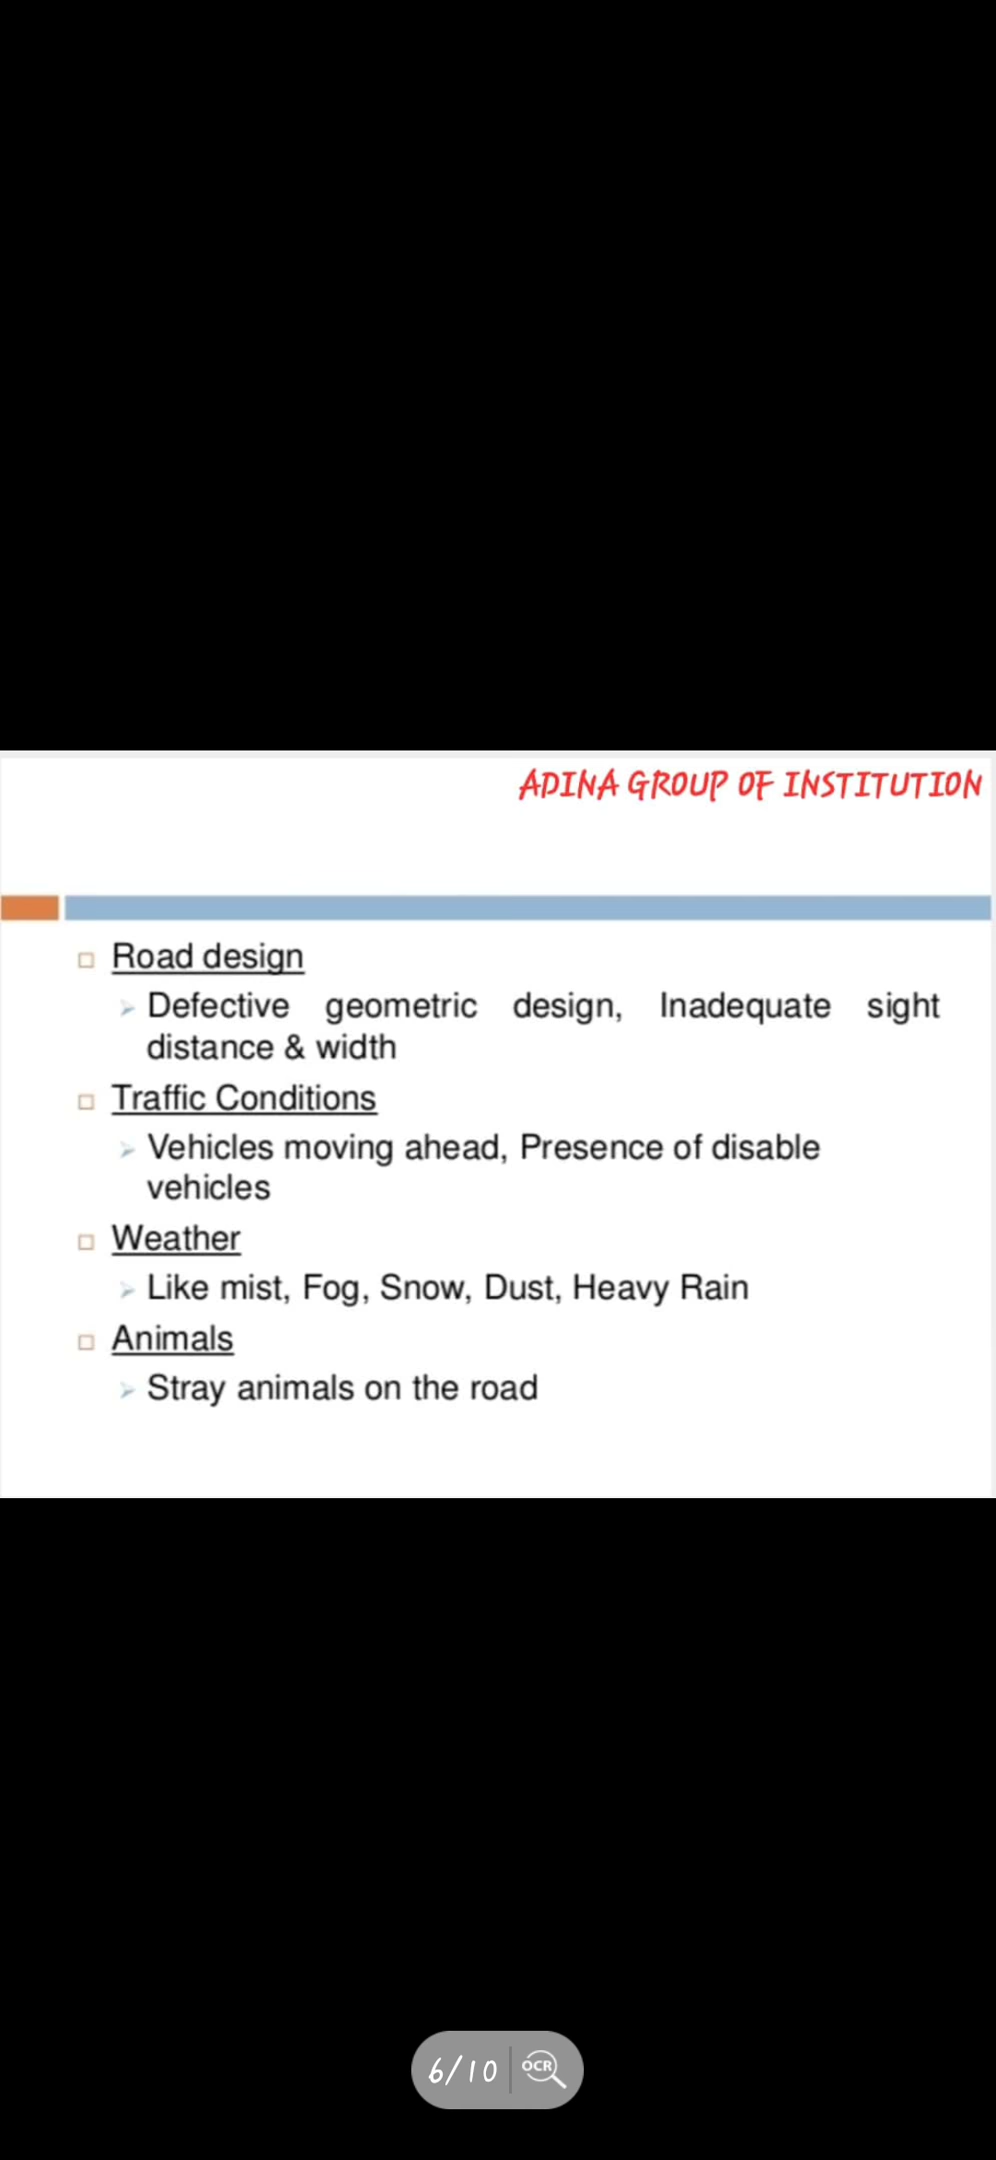 ADINA GROUP OF INSTITUTION
Road design
Defective geometric design, Inadequate sight
distance & width
Traffic Conditions
Vehicles moving ahead, Presence of disable
vehicles
Weather
Like mist, Fog, Snow, Dust, Heavy Rain
Animals
Stray animals on the road
6/10 OCR